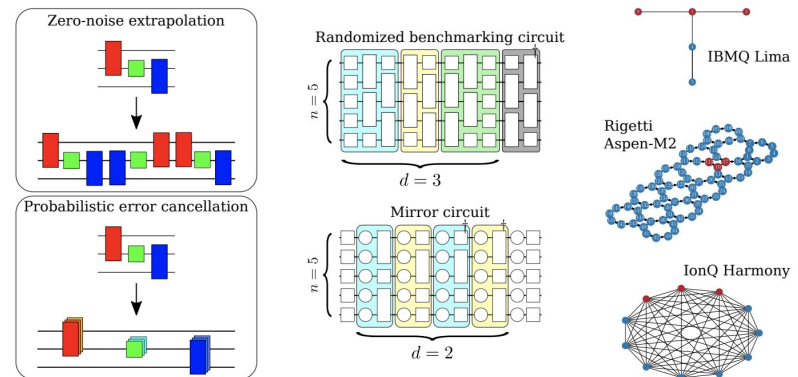 Zero-noise extrapolation
Probabilistic error cancellation
Randomized benchmarking circuit
†
n = 5
d = 3
Mirror circuit
† †
n = 5
d = 2
IBMQ Lima
Rigetti
Aspen-M2
IonQ Harmony